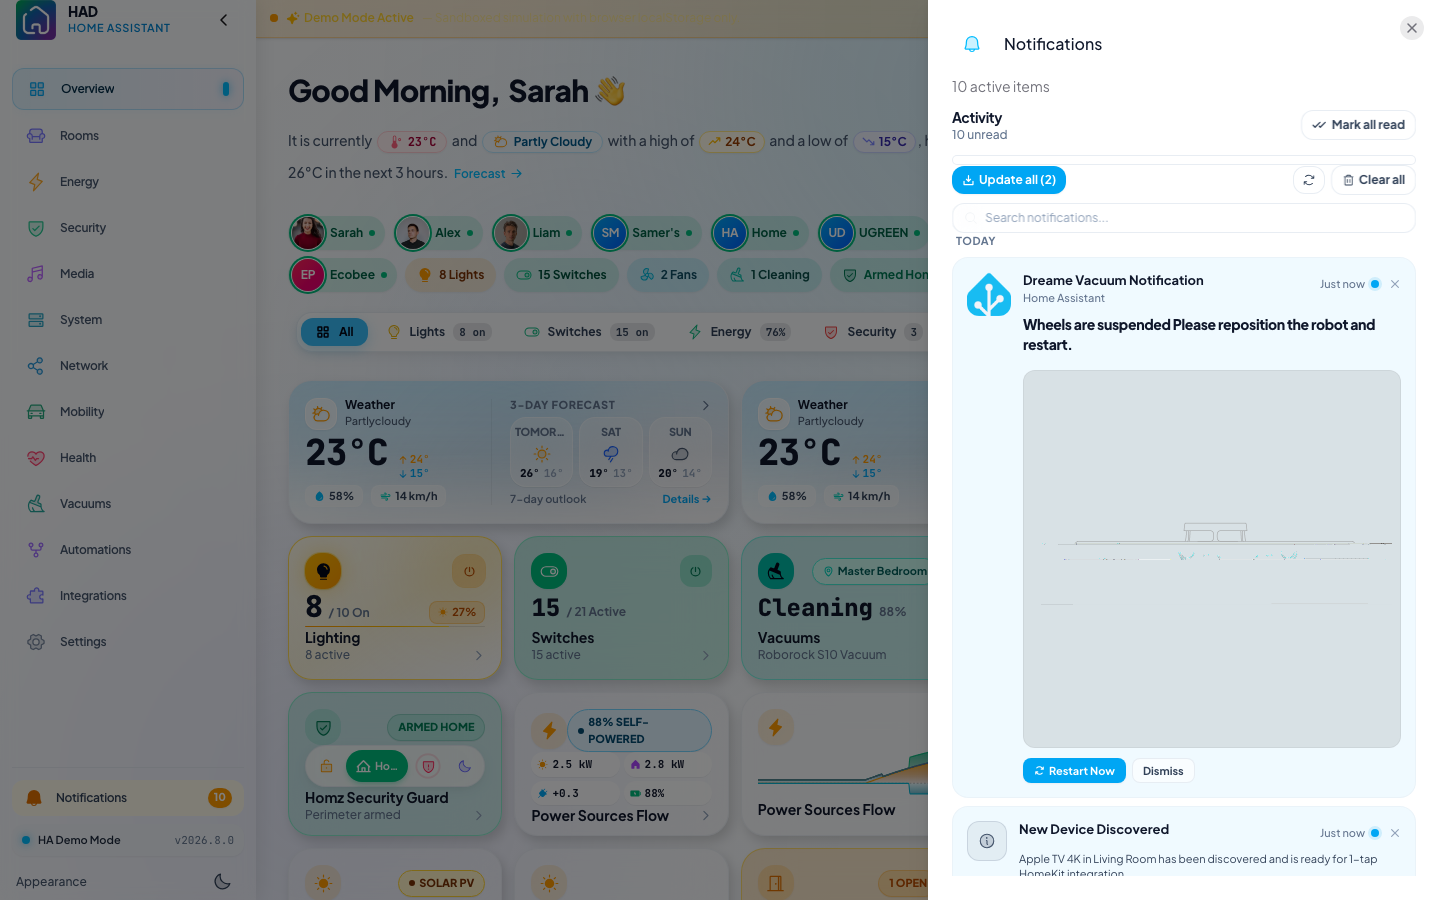 HAD
HOME ASSISTANT
Overview
Rooms
Energy
Security
Media
System
Network
Mobility
Health
Vacuums
Automations
Integrations
Settings
Notifications
10
HA Demo Mode
v2026.8.0
Appearance
Demo Mode Active
Good Morning, Sarah 👋
It is currently 23°C and Partly Cloudy with a high of 24°C and a low of 15°C , h
26°C in the next 3 hours. Forecast →
Sarah
Alex
Liam
SM Samer's
HA Home
UD UGREEN
EP Ecobee
8 Lights
15 Switches
2 Fans
1 Cleaning
Armed Hom
All
Lights 8 on
Switches 15 on
Energy 76%
Security 3
Weather
Partlycloudy
23°C
↑ 24°
↓ 15°
58%
14 km/h
3-DAY FORECAST
TOMOR...
26° 16°
SAT
19° 13°
SUN
20° 14°
7-day outlook
Details →
Weather
Partlycloudy
23°C
↑ 24°
↓ 15°
58%
14 km/h
8 / 10 On
27%
Lighting
8 active
15 / 21 Active
Switches
15 active
Master Bedroom
Cleaning 88%
Vacuums
Roborock S10 Vacuum
ARMED HOME
Ho...
Homz Security Guard
Perimeter armed
88% SELF-
POWERED
2.5 kW
2.8 kW
+0.3
88%
Power Sources Flow
Power Sources Flow
SOLAR PV
1 OPEN
Notifications
10 active items
Activity
10 unread
Mark all read
Update all (2)
Clear all
Search notifications...
TODAY
Dreame Vacuum Notification
Just now
Home Assistant
Wheels are suspended Please reposition the robot and
restart.
Restart Now
Dismiss
New Device Discovered
Just now
Apple TV 4K in Living Room has been discovered and is ready for 1-tap
HomeKit integration.